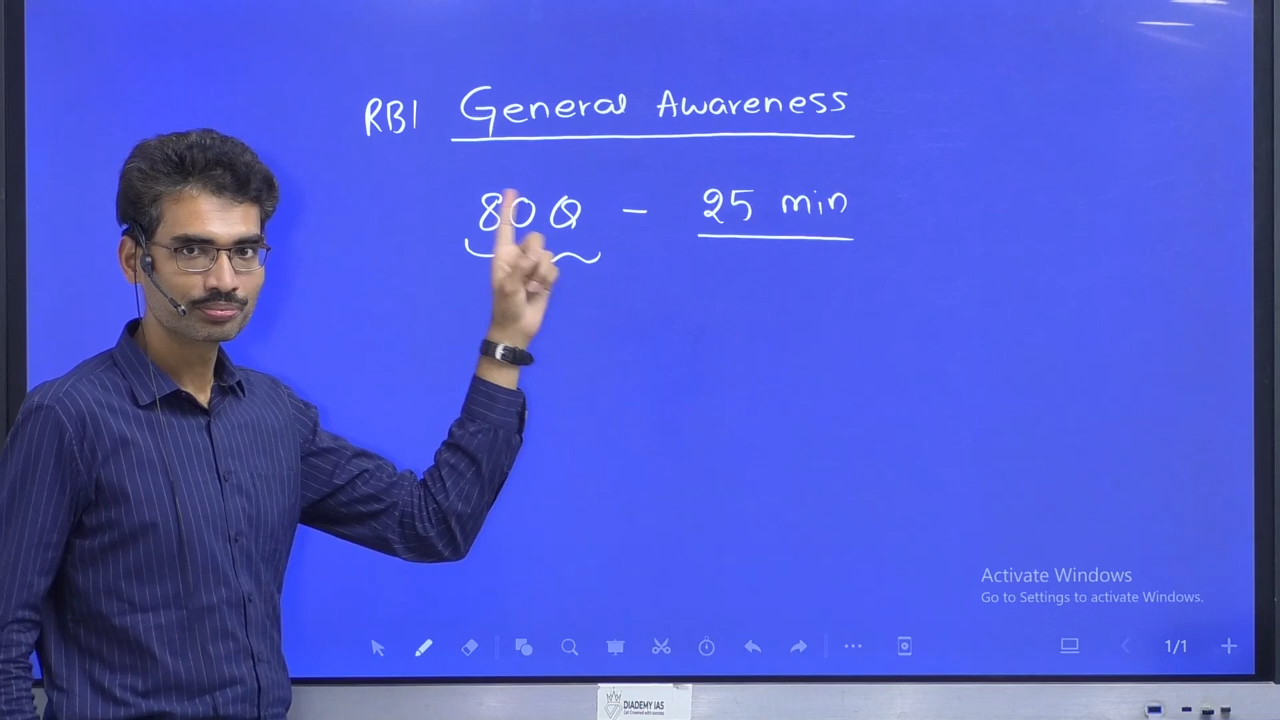 RBI General Awareness
80 Q - 25 min
Activate Windows
Go to Settings to activate Windows.
1/1
DIADEMY IAS